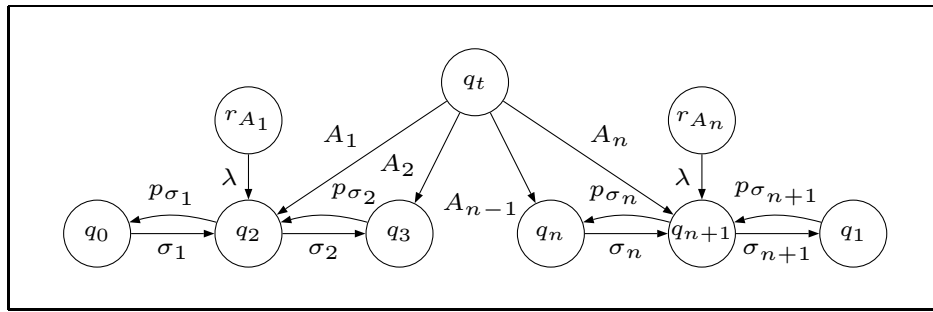 q_t
r_{A_1} r_{A_n}
A_1 A_n
A_2
λ λ
p_{σ_1} p_{σ_2} A_{n−1} p_{σ_n} p_{σ_{n+1}}
q_0 q_2 q_3 q_n q_{n+1} q_1
σ_1 σ_2 σ_n σ_{n+1}